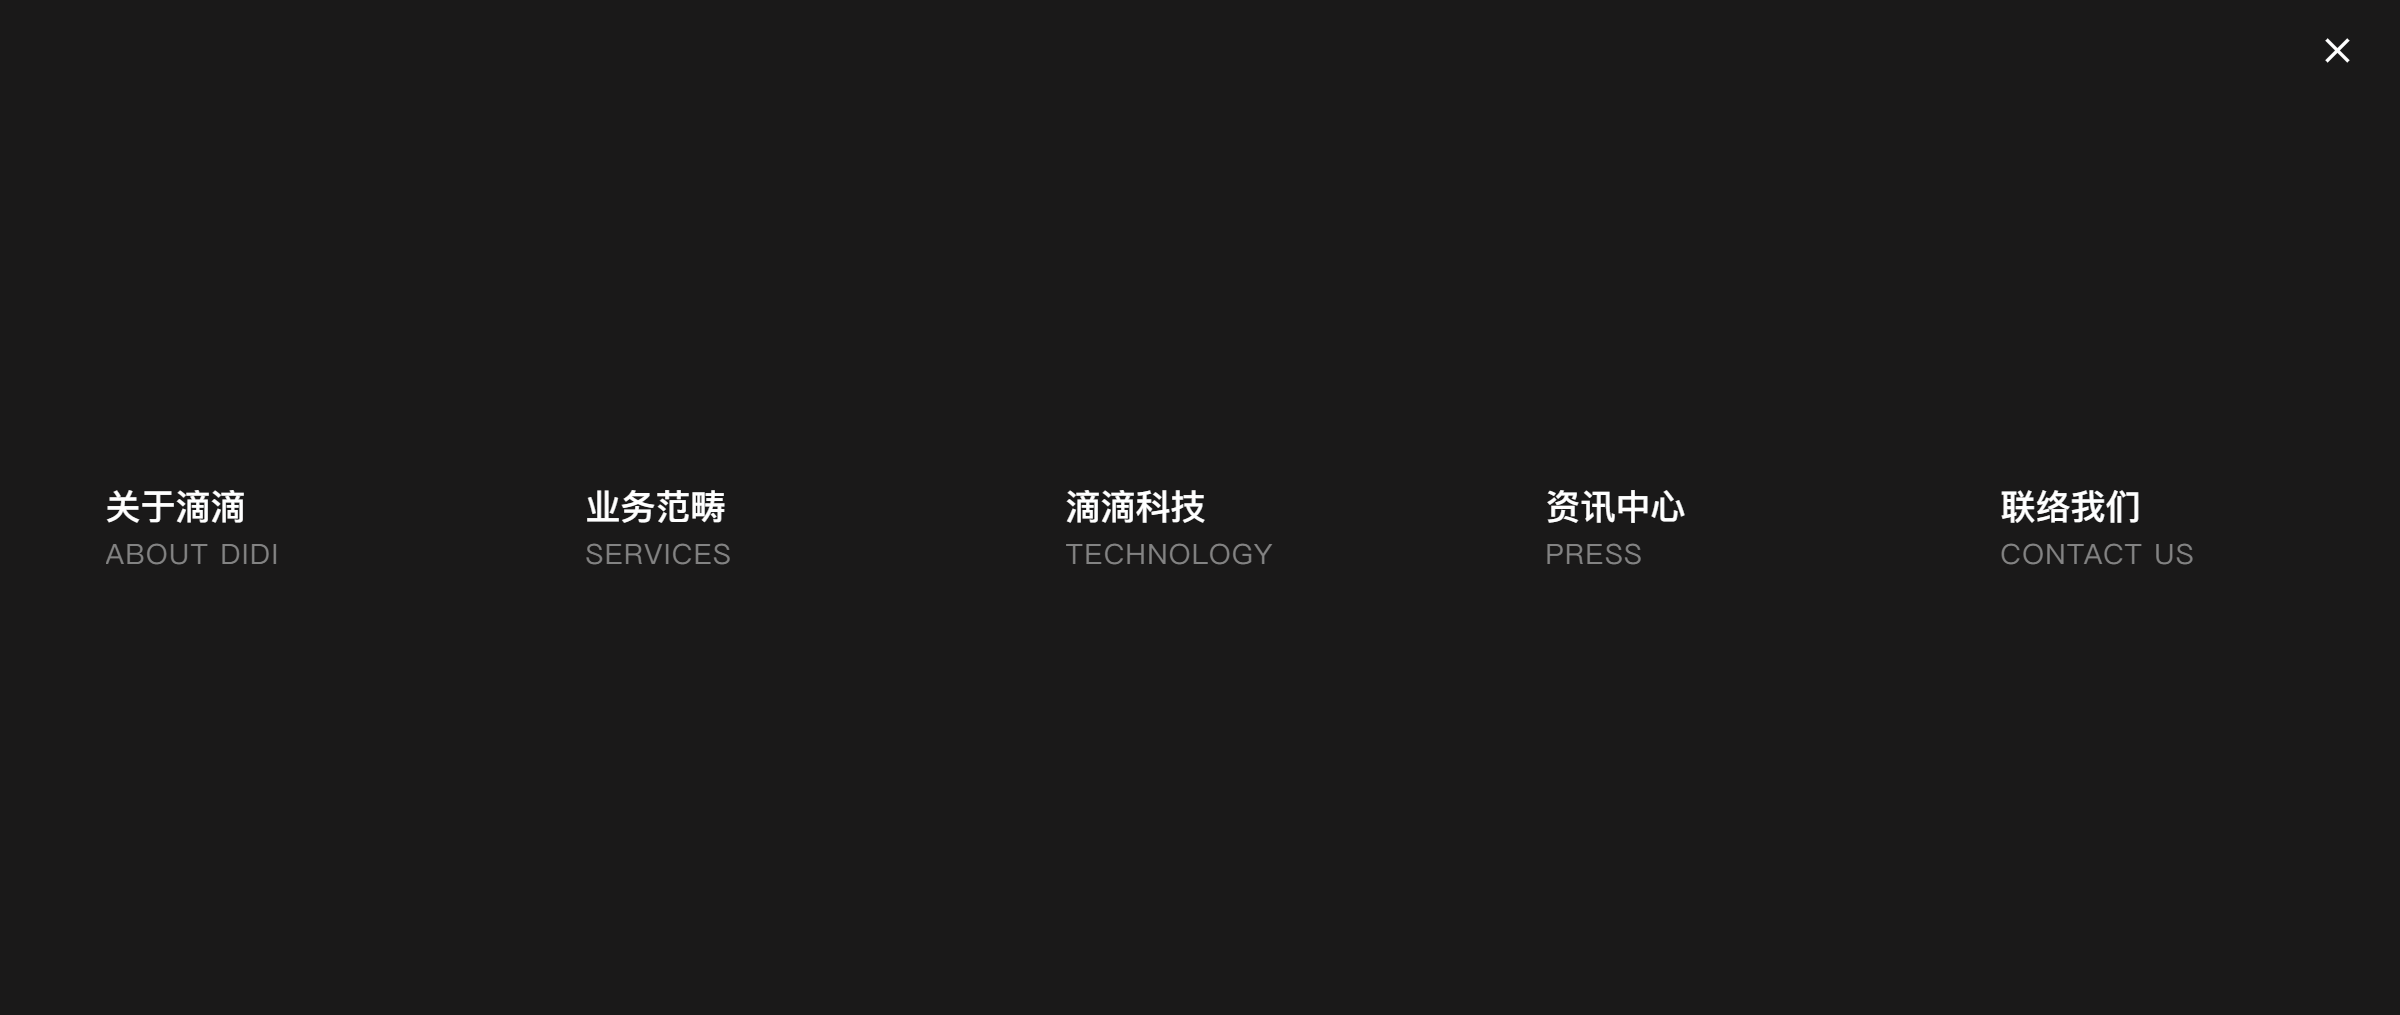 关于滴滴
ABOUT DIDI
业务范畴
SERVICES
滴滴科技
TECHNOLOGY
资讯中心
PRESS
联络我们
CONTACT US